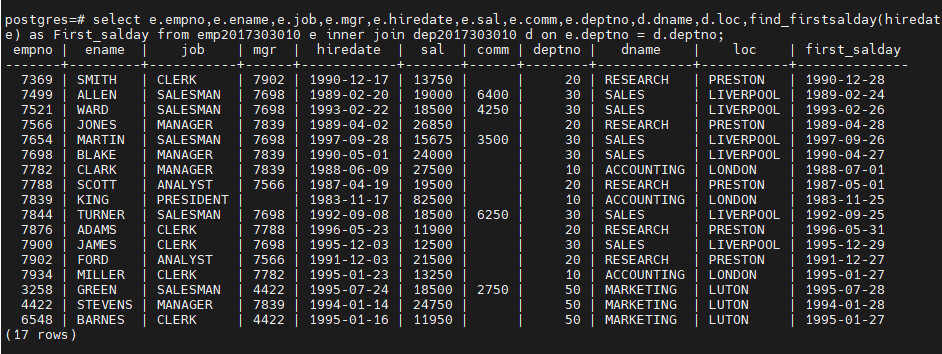 postgres=# select e.empno,e.ename,e.job,e.mgr,e.hiredate,e.sal,e.comm,e.deptno,d.dname,d.loc,find_firstsalday(hiredat
e) as First_salday from emp2017303010 e inner join dep2017303010 d on e.deptno = d.deptno;
 empno |  ename  |    job    | mgr  |  hiredate  |  sal  | comm | deptno |   dname    |    loc    | first_salday
-------+---------+-----------+------+------------+-------+------+--------+------------+-----------+--------------
  7369 | SMITH   | CLERK     | 7902 | 1990-12-17 | 13750 |      |     20 | RESEARCH   | PRESTON   | 1990-12-28
  7499 | ALLEN   | SALESMAN  | 7698 | 1989-02-20 | 19000 | 6400 |     30 | SALES      | LIVERPOOL | 1989-02-24
  7521 | WARD    | SALESMAN  | 7698 | 1993-02-22 | 18500 | 4250 |     30 | SALES      | LIVERPOOL | 1993-02-26
  7566 | JONES   | MANAGER   | 7839 | 1989-04-02 | 26850 |      |     20 | RESEARCH   | PRESTON   | 1989-04-28
  7654 | MARTIN  | SALESMAN  | 7698 | 1997-09-28 | 15675 | 3500 |     30 | SALES      | LIVERPOOL | 1997-09-26
  7698 | BLAKE   | MANAGER   | 7839 | 1990-05-01 | 24000 |      |     30 | SALES      | LIVERPOOL | 1990-04-27
  7782 | CLARK   | MANAGER   | 7839 | 1988-06-09 | 27500 |      |     10 | ACCOUNTING | LONDON    | 1988-07-01
  7788 | SCOTT   | ANALYST   | 7566 | 1987-04-19 | 19500 |      |     20 | RESEARCH   | PRESTON   | 1987-05-01
  7839 | KING    | PRESIDENT |      | 1983-11-17 | 82500 |      |     10 | ACCOUNTING | LONDON    | 1983-11-25
  7844 | TURNER  | SALESMAN  | 7698 | 1992-09-08 | 18500 | 6250 |     30 | SALES      | LIVERPOOL | 1992-09-25
  7876 | ADAMS   | CLERK     | 7788 | 1996-05-23 | 11900 |      |     20 | RESEARCH   | PRESTON   | 1996-05-31
  7900 | JAMES   | CLERK     | 7698 | 1995-12-03 | 12500 |      |     30 | SALES      | LIVERPOOL | 1995-12-29
  7902 | FORD    | ANALYST   | 7566 | 1991-12-03 | 21500 |      |     20 | RESEARCH   | PRESTON   | 1991-12-27
  7934 | MILLER  | CLERK     | 7782 | 1995-01-23 | 13250 |      |     10 | ACCOUNTING | LONDON    | 1995-01-27
  3258 | GREEN   | SALESMAN  | 4422 | 1995-07-24 | 18500 | 2750 |     50 | MARKETING  | LUTON     | 1995-07-28
  4422 | STEVENS | MANAGER   | 7839 | 1994-01-14 | 24750 |      |     50 | MARKETING  | LUTON     | 1994-01-28
  6548 | BARNES  | CLERK     | 4422 | 1995-01-16 | 11950 |      |     50 | MARKETING  | LUTON     | 1995-01-27
(17 rows)